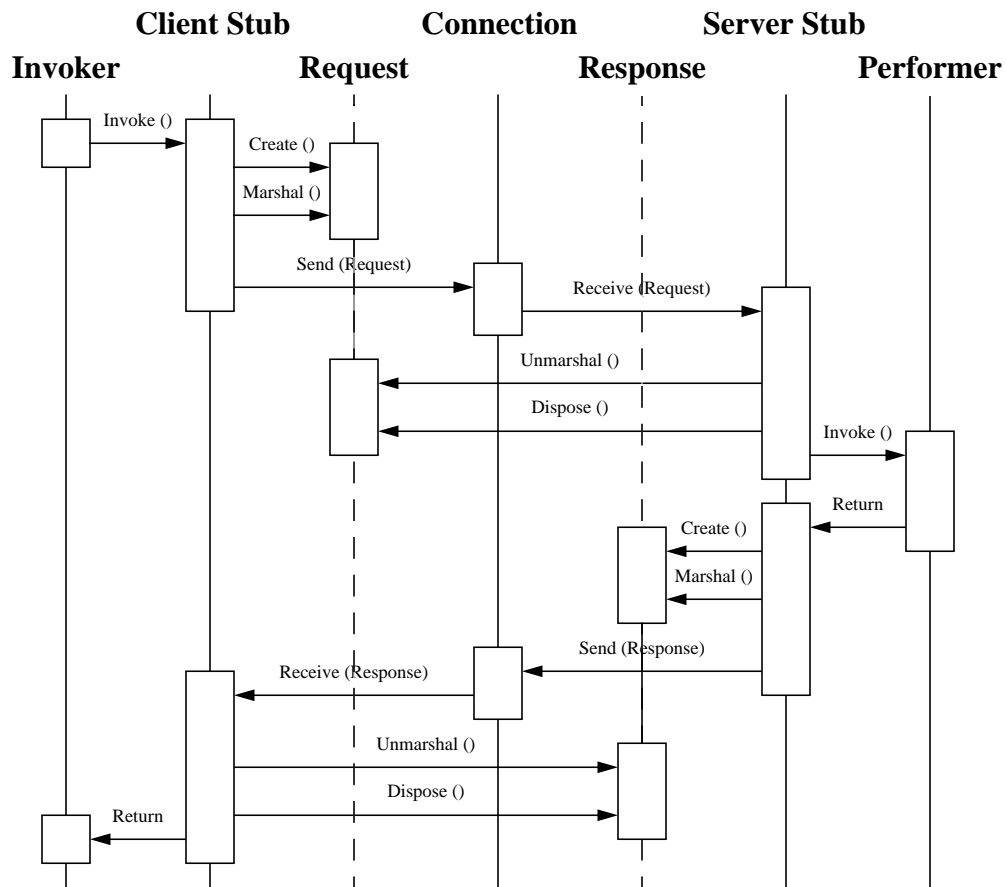 Client Stub Connection Server Stub
Invoker Request Response Performer
Invoke ()
Create ()
Marshal ()
Send (Request)
Receive (Request)
Unmarshal ()
Dispose ()
Invoke ()
Return
Create ()
Marshal ()
Send (Response)
Receive (Response)
Unmarshal ()
Dispose ()
Return